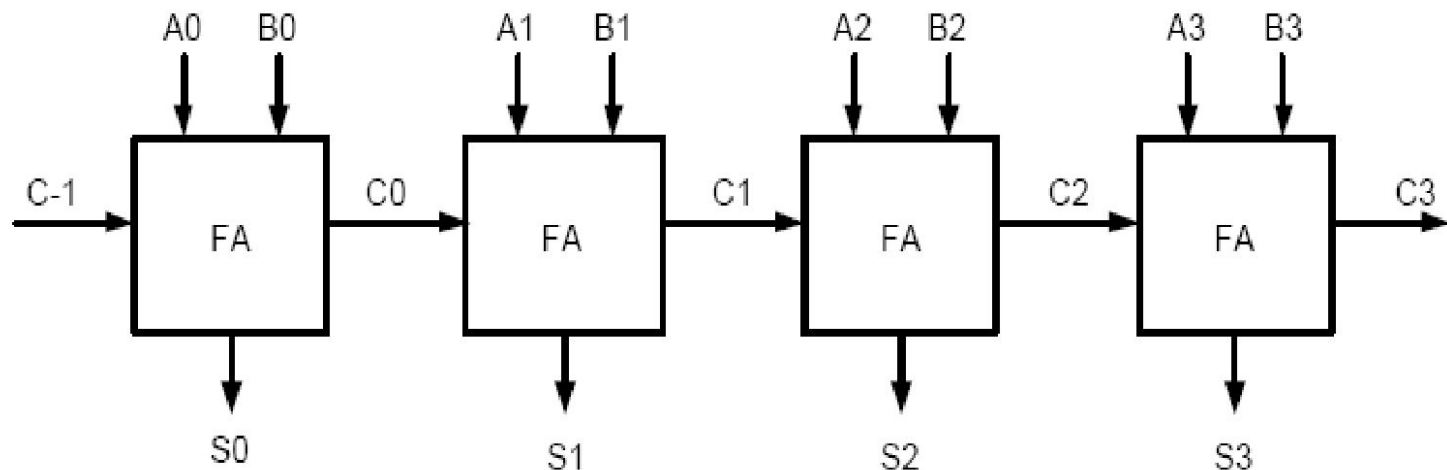 A0 B0 A1 B1 A2 B2 A3 B3
C-1 C0 C1 C2 C3
FA FA FA FA
S0 S1 S2 S3